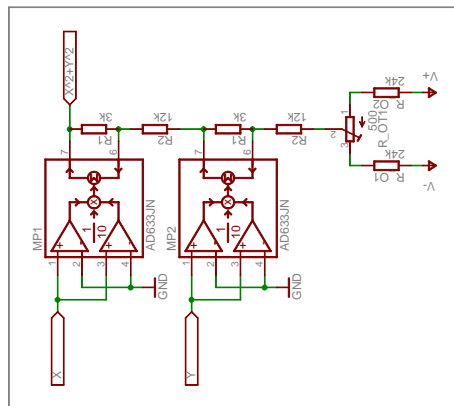 X^2+Y^2
24k
R_O2
V+
3k
R1
12k
R2
3k
R1
12k
R2
1
2
3
500
R_OT1
24k
R_O1
V-
7
6
7
6
MP1
1
10
AD633JN
MP2
1
10
AD633JN
1
2
3
4
1
2
3
4
GND
GND
X
Y